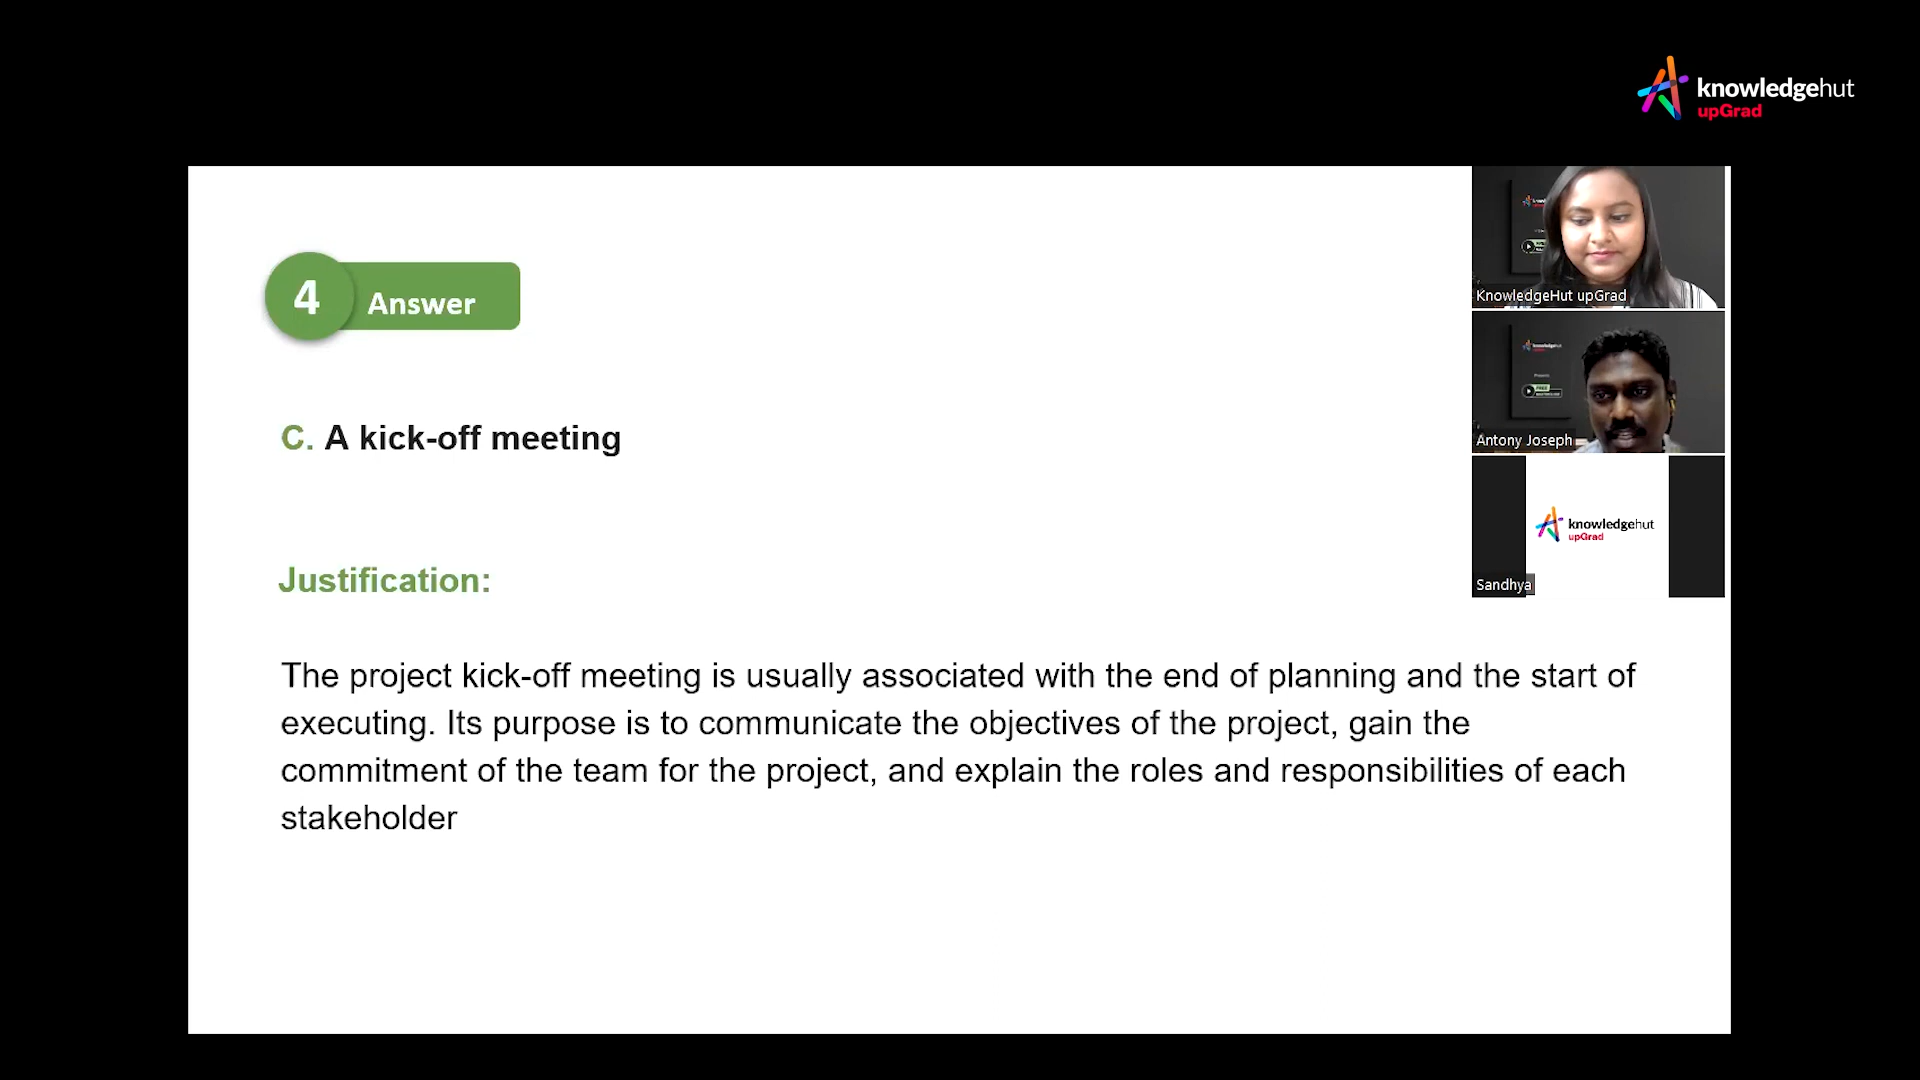 knowledgehut
upGrad
4 Answer
C. A kick-off meeting
Justification:
The project kick-off meeting is usually associated with the end of planning and the start of
executing. Its purpose is to communicate the objectives of the project, gain the
commitment of the team for the project, and explain the roles and responsibilities of each
stakeholder
KnowledgeHut upGrad
Antony Joseph
knowledgehut
upGrad
Sandhya